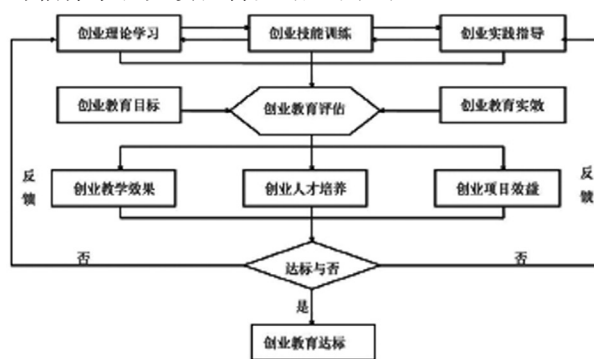 创业理论学习
创业技能训练
创业实践指导
创业教育目标
创业教育评估
创业教育实效
反馈
反馈
创业教学效果
创业人才培养
创业项目效益
否
达标与否
否
是
创业教育达标